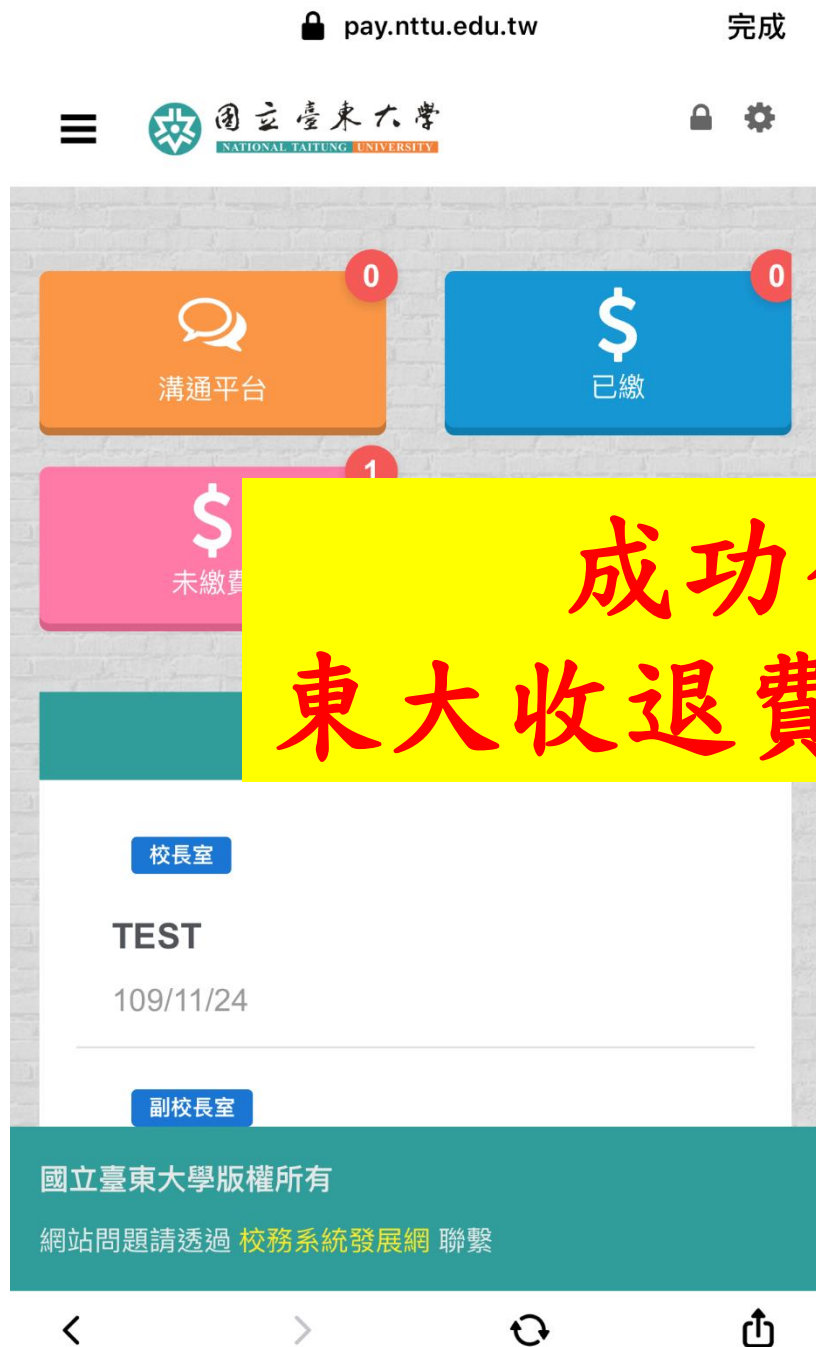 pay.nttu.edu.tw 完成
國立臺東大學
NATIONAL TAITUNG UNIVERSITY
0
0
溝通平台
已繳
1
未繳
成功
東大收退費
校長室
TEST
109/11/24
副校長室
國立臺東大學版權所有
網站問題請透過 校務系統發展網 聯繫